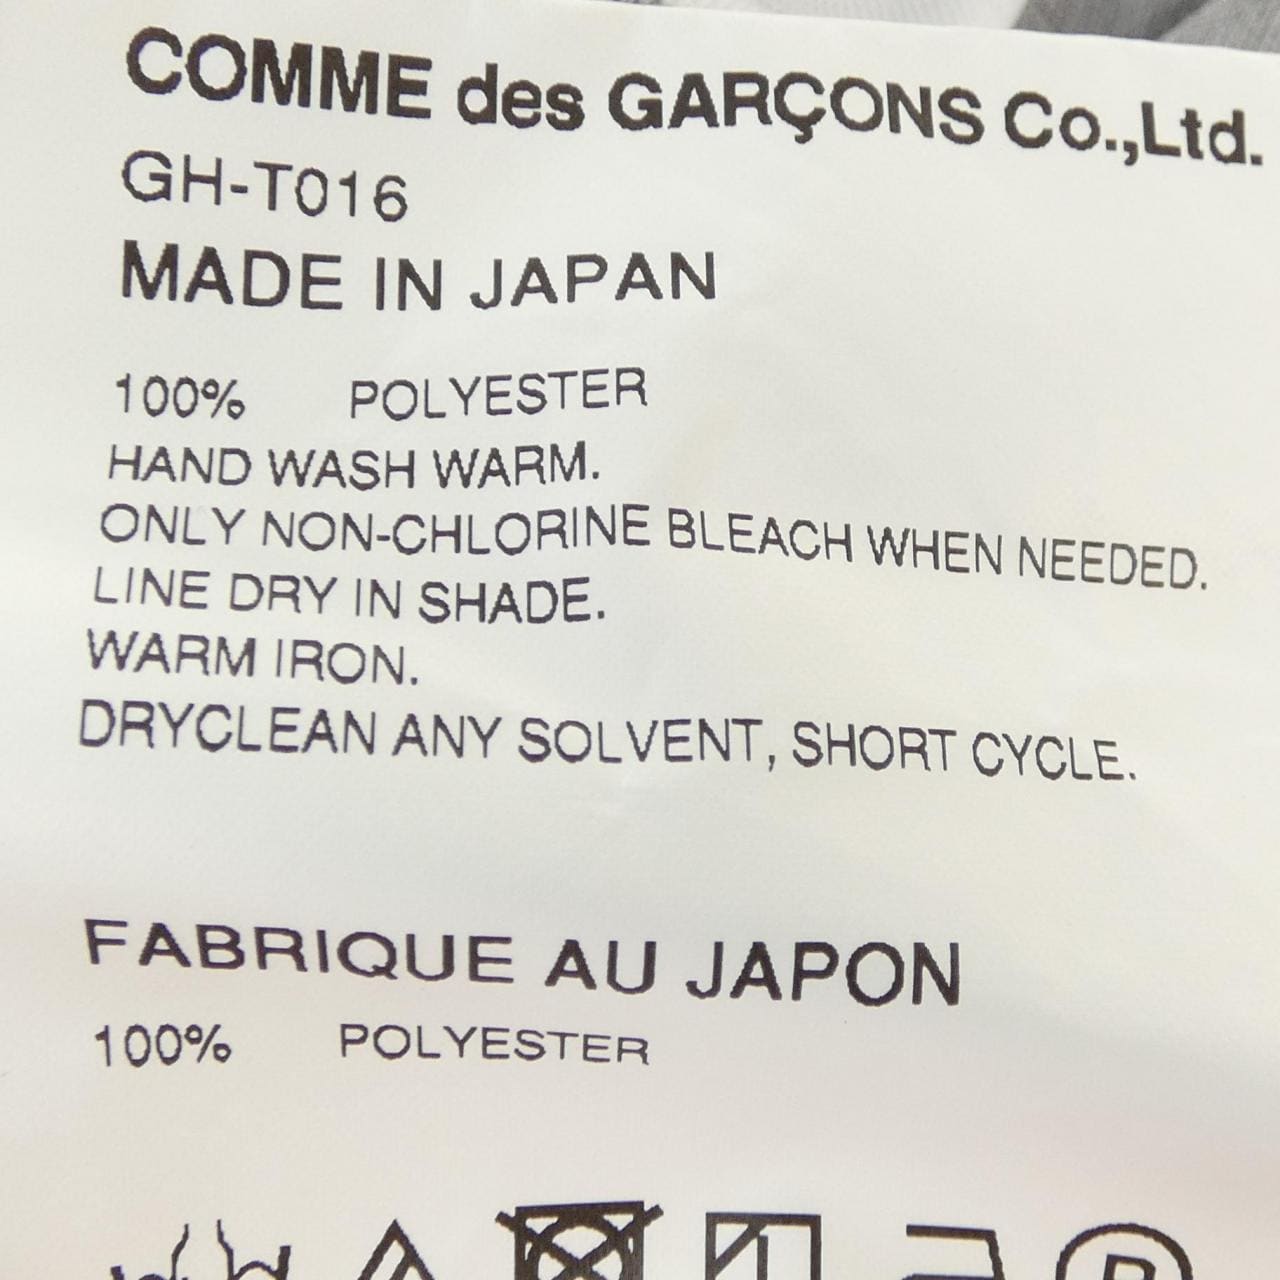 COMME des GARÇONS Co.,Ltd.
GH-T016
MADE IN JAPAN
100% POLYESTER
HAND WASH WARM.
ONLY NON-CHLORINE BLEACH WHEN NEEDED.
LINE DRY IN SHADE.
WARM IRON.
DRYCLEAN ANY SOLVENT, SHORT CYCLE.
FABRIQUE AU JAPON
100% POLYESTER
P